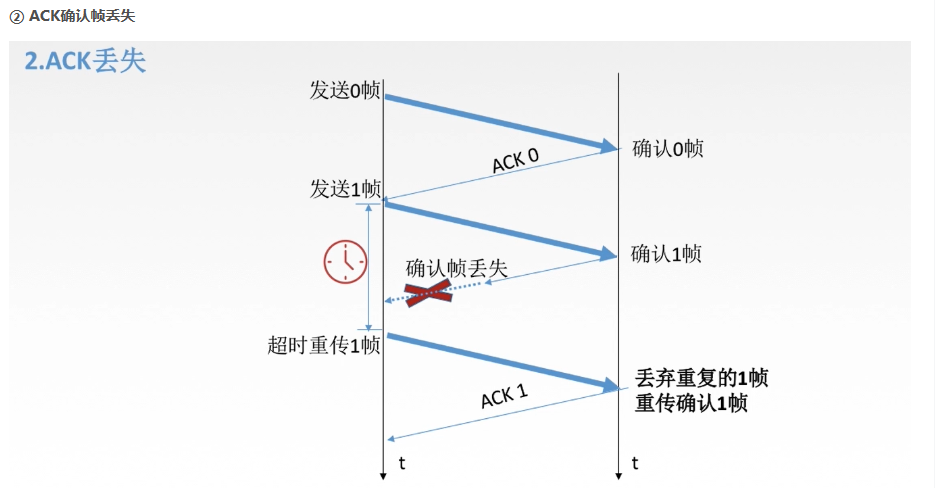 ② ACK确认帧丢失
2.ACK丢失
发送0帧
确认0帧
ACK 0
发送1帧
确认1帧
确认帧丢失
超时重传1帧
丢弃重复的1帧
重传确认1帧
ACK 1
t
t